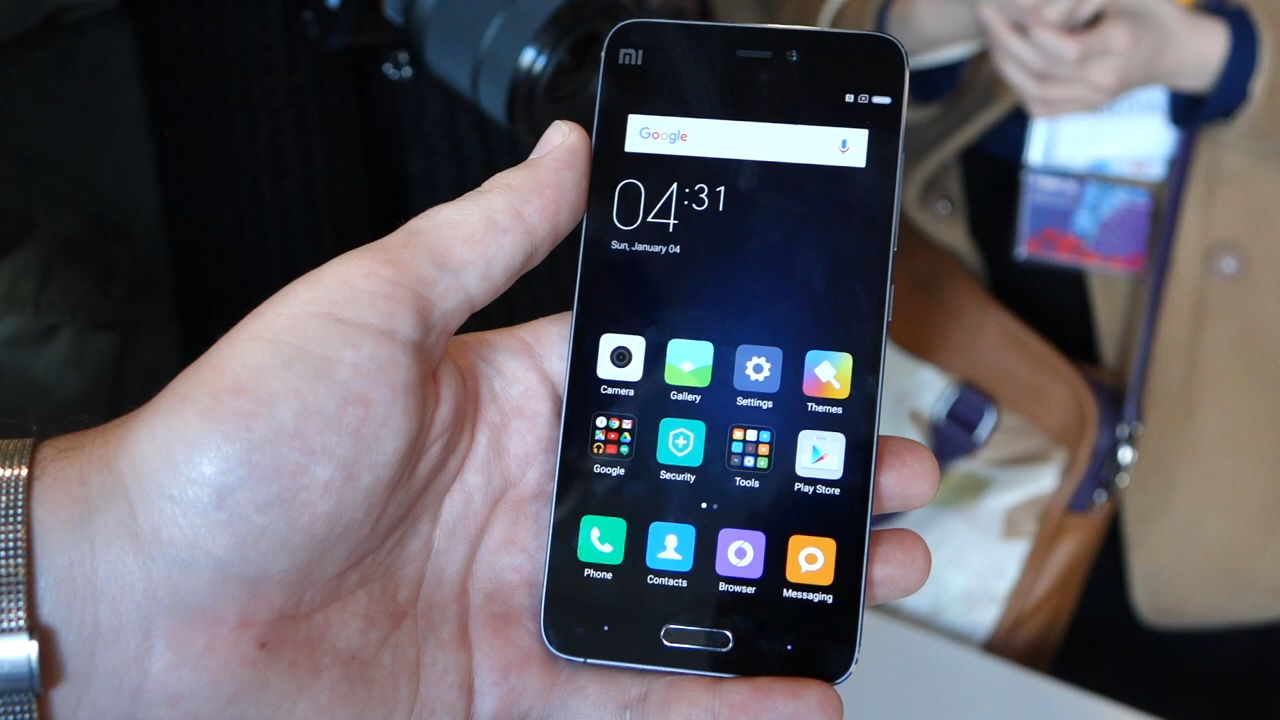 mi
Google
04:31
Sun, January 04
Camera
Gallery
Settings
Themes
Google
Security
Tools
Play Store
Phone
Contacts
Browser
Messaging